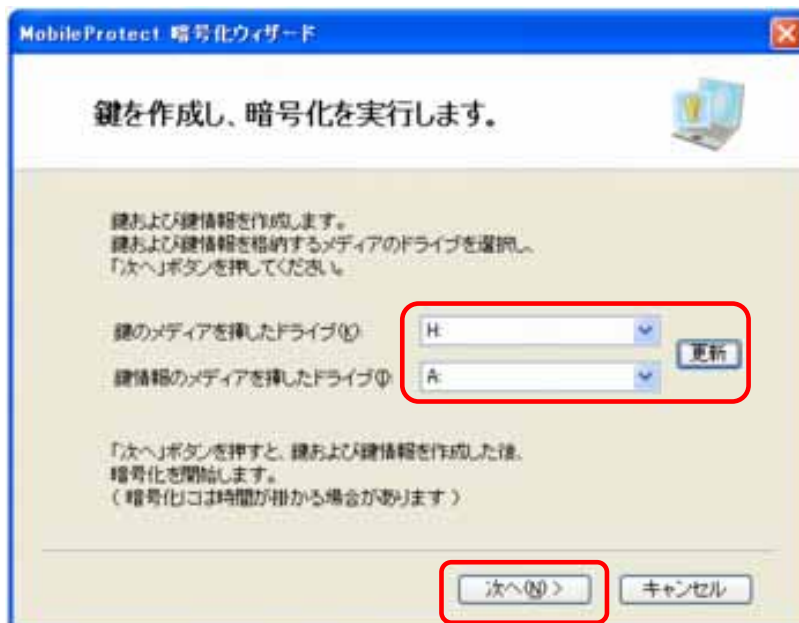 MobileProtect 暗号化ウィザード
鍵を作成し、暗号化を実行します。
鍵および鍵情報を作成します。
鍵および鍵情報を格納するメディアのドライブを選択し、
「次へ」ボタンを押してください。
鍵のメディアを挿したドライブ(K): H:
更新
鍵情報のメディアを挿したドライブ(I): A:
「次へ」ボタンを押すと、鍵および鍵情報を作成した後、
暗号化を開始します。
( 暗号化には時間が掛かる場合があります )
次へ(N) > キャンセル